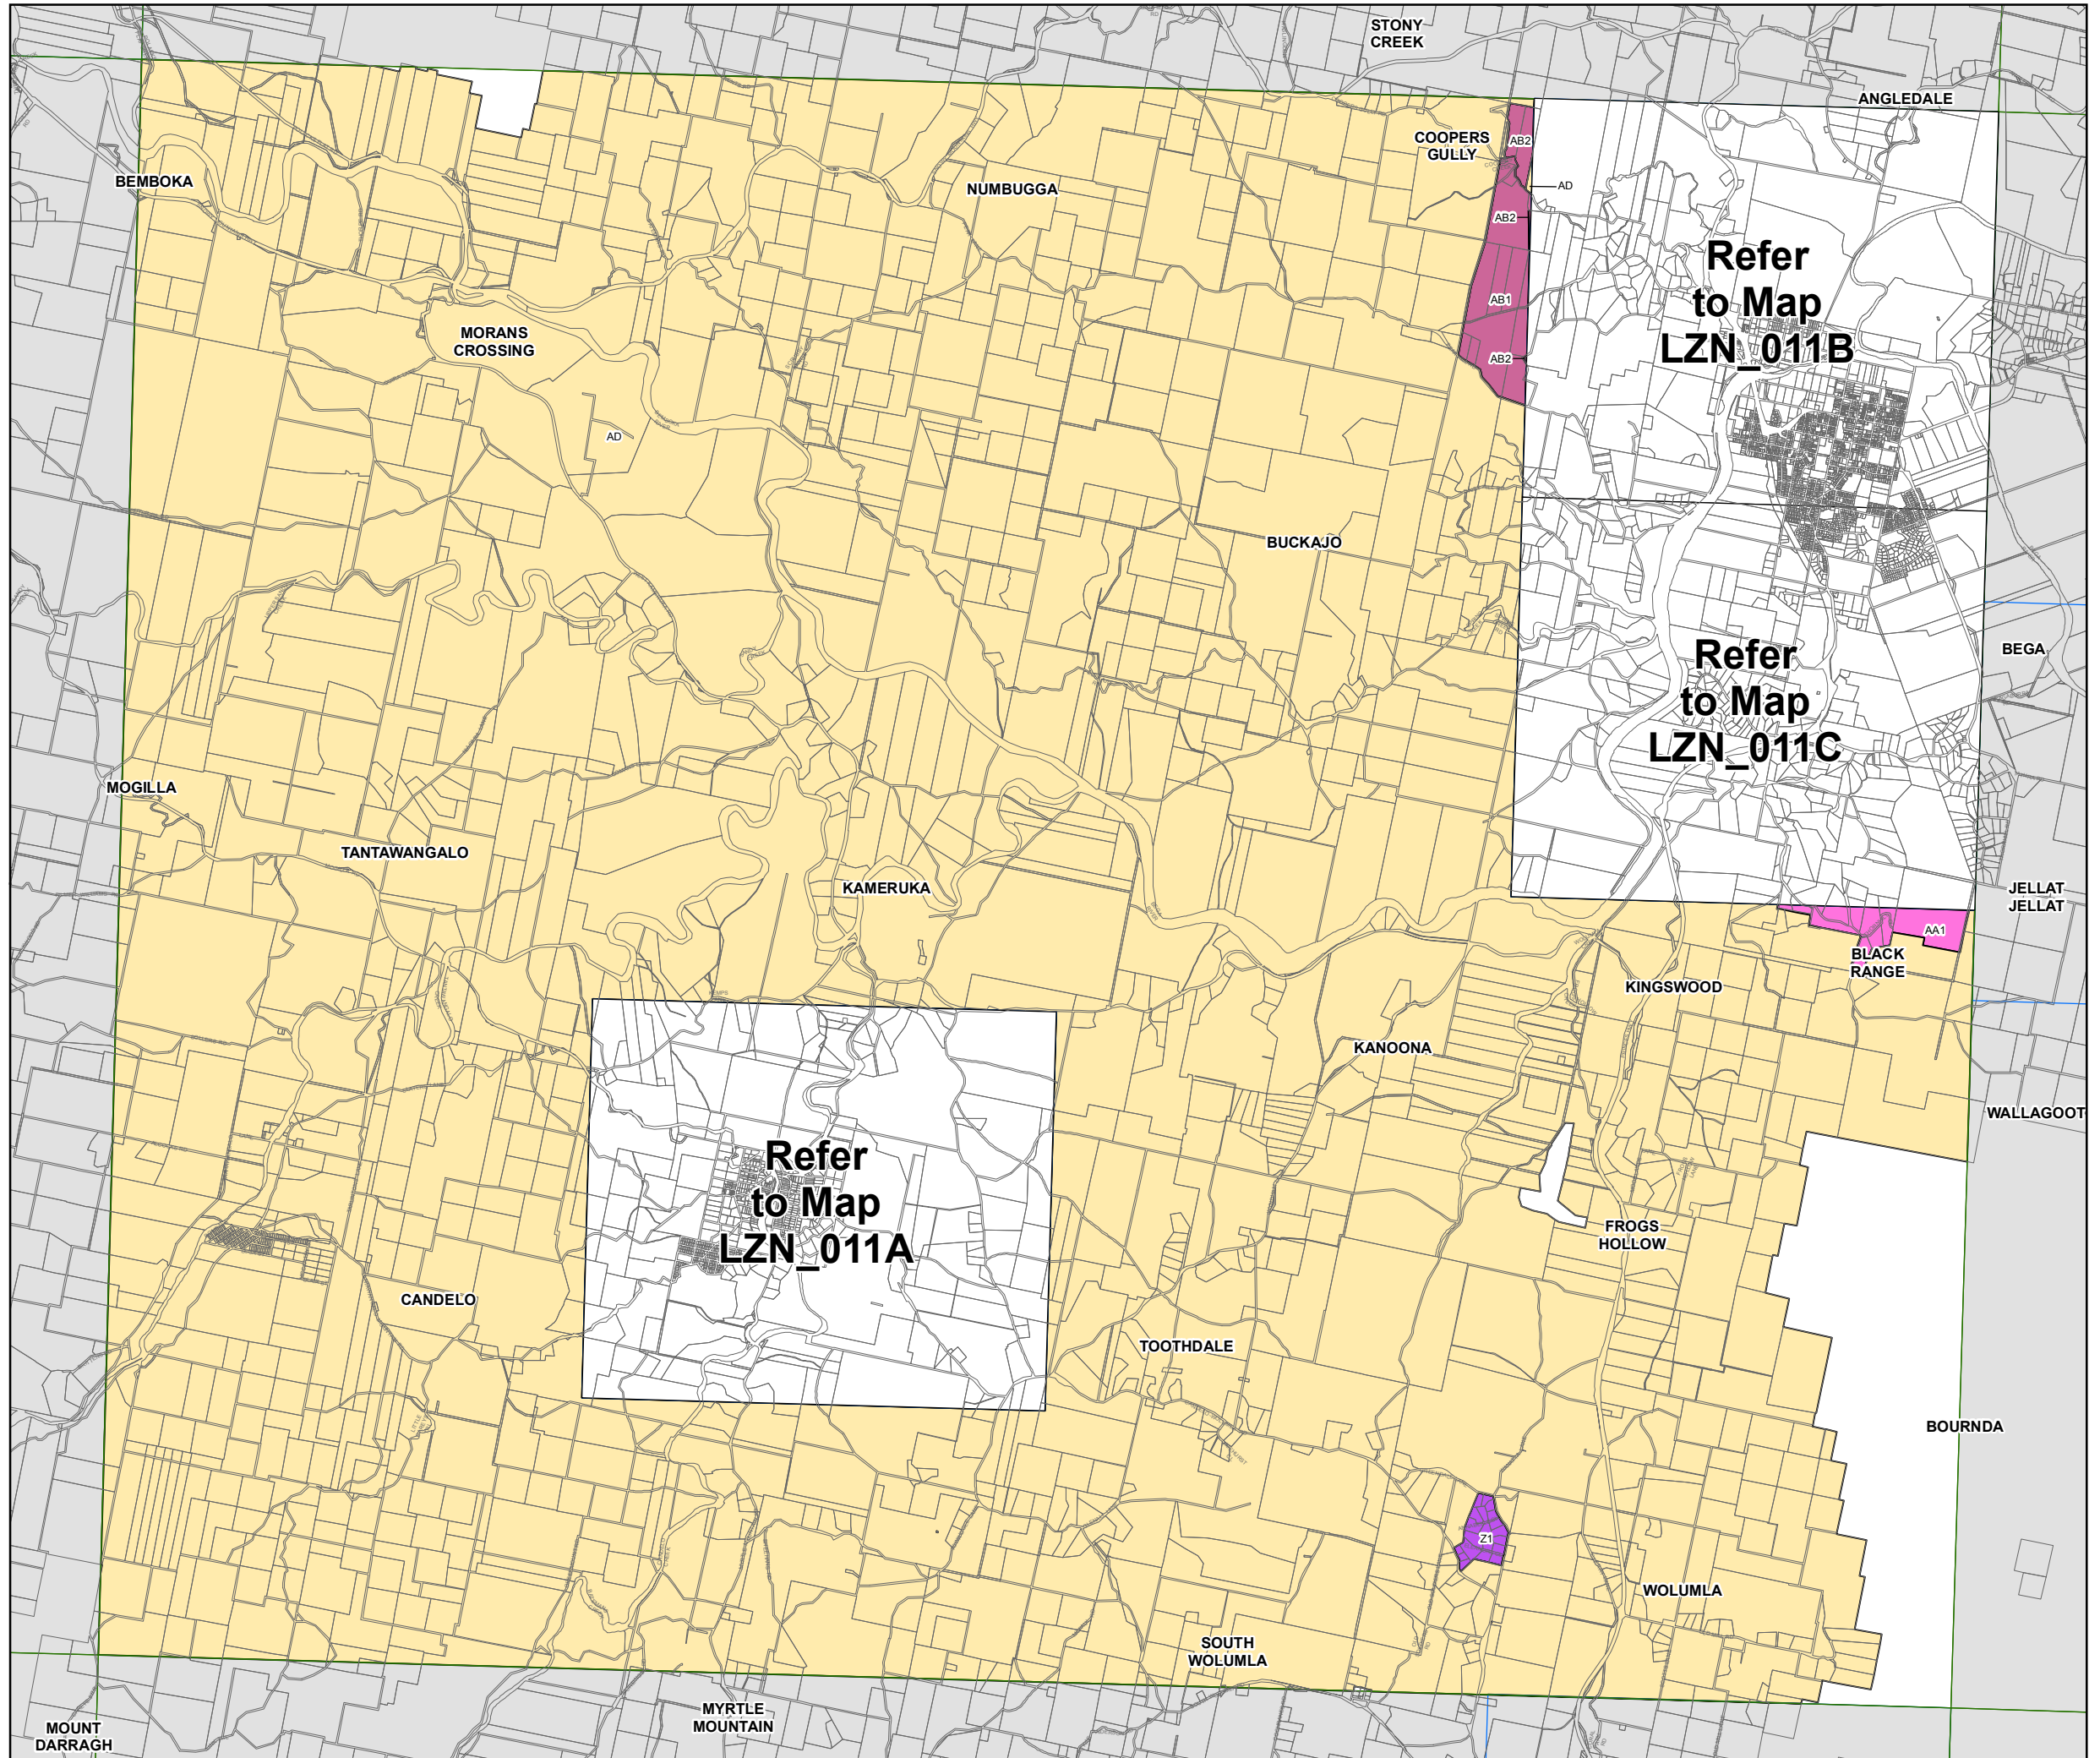 STONY
CREEK
ANGLEDALE
COOPERS
GULLY
AB2
BEMBOKA
NUMBUGGA
AD
AB2
Refer
to Map
LZN_011B
AB1
MORANS
CROSSING
AB2
AD
BUCKAJO
BEGA
Refer
to Map
LZN_011C
MOGILLA
TANTAWANGALO
KAMERUKA
JELLAT
JELLAT
AA1
BLACK
RANGE
KINGSWOOD
KANOONA
WALLAGOOT
Refer
to Map
LZN_011A
FROGS
HOLLOW
CANDELO
TOOTHDALE
BOURNDA
Z1
WOLUMLA
SOUTH
WOLUMLA
MYRTLE
MOUNTAIN
MOUNT
DARRAGH